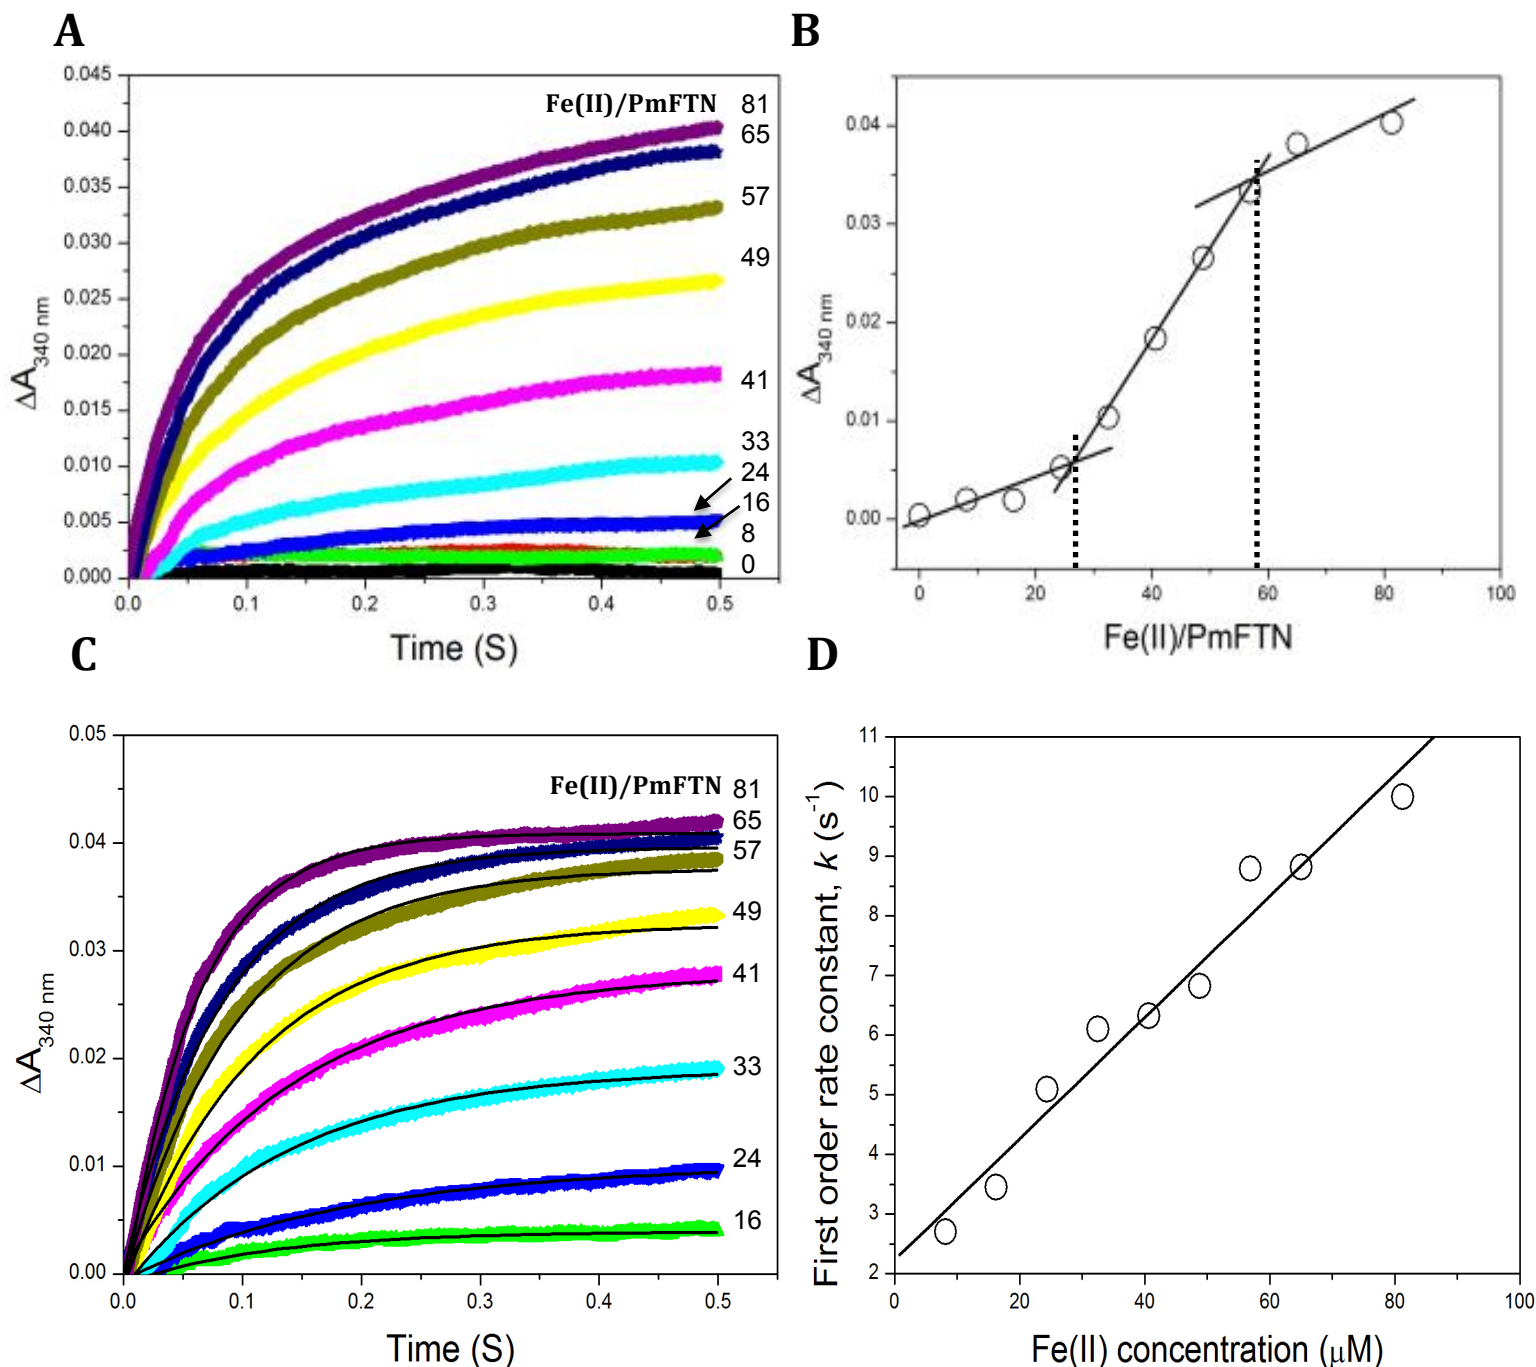 A
Fe(II)/PmFTN 81
65
57
49
41
33
24
16
8
0
0.045
0.040
0.035
0.030
0.025
0.020
0.015
0.010
0.005
0.000
ΔA340 nm
0.0 0.1 0.2 0.3 0.4 0.5
Time (S)
B
0.04
0.03
0.02
0.01
0.00
ΔA340 nm
0 20 40 60 80 100
Fe(II)/PmFTN
C
Fe(II)/PmFTN 81
65
57
49
41
33
24
16
0.05
0.04
0.03
0.02
0.01
0.00
ΔA340 nm
0.0 0.1 0.2 0.3 0.4 0.5
Time (S)
D
11
10
9
8
7
6
5
4
3
2
First order rate constant, k (s-1)
0 20 40 60 80 100
Fe(II) concentration (μM)